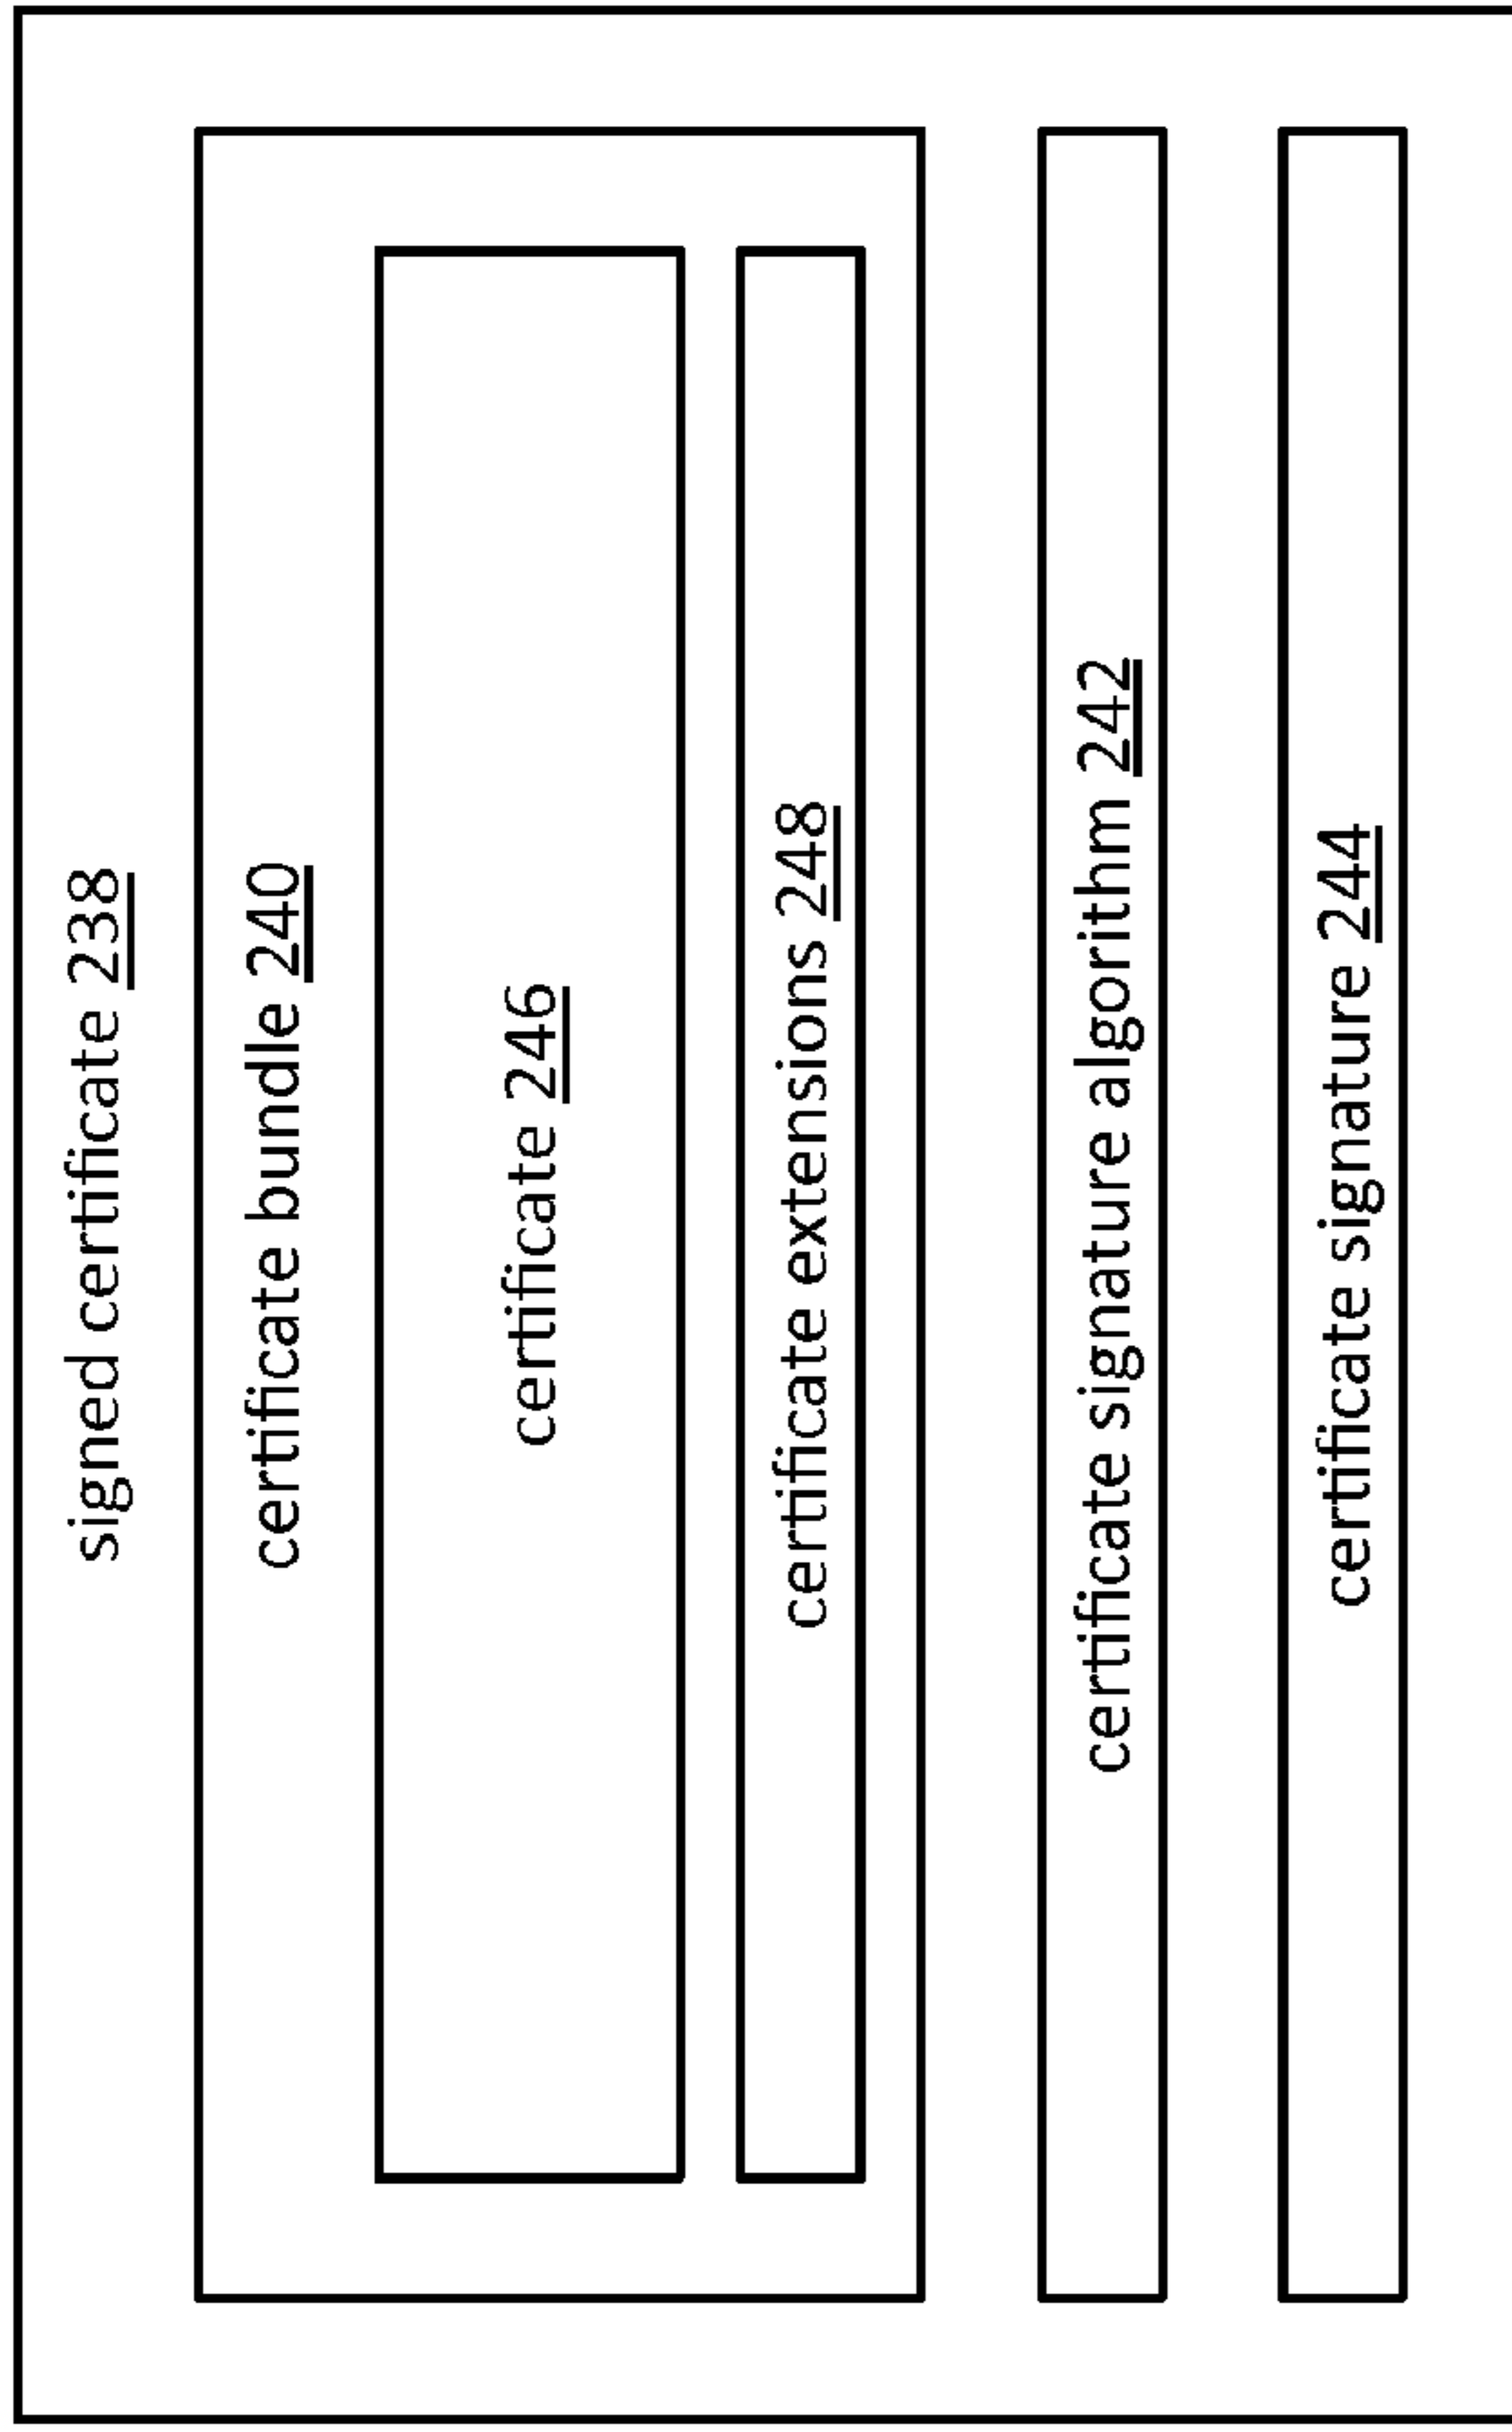 signed certificate 238
certificate bundle 240
certificate 246
certificate extensions 248
certificate signature algorithm 242
certificate signature 244